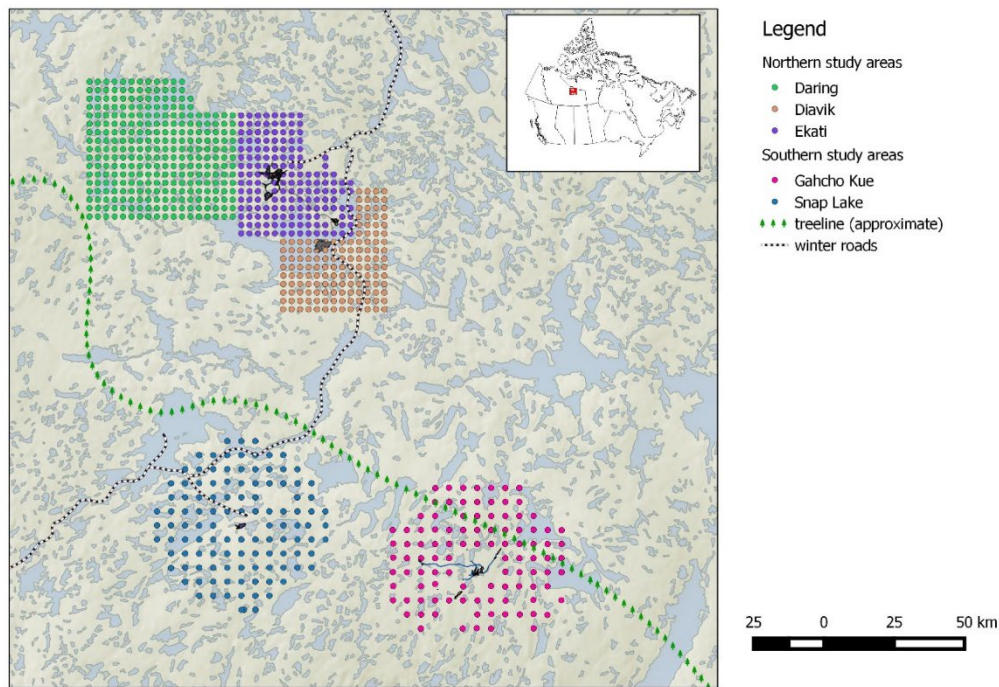 Legend
Northern study areas
Daring
Diavik
Ekati
Southern study areas
Gahcho Kue
Snap Lake
treeline (approximate)
winter roads
25 0 25 50 km